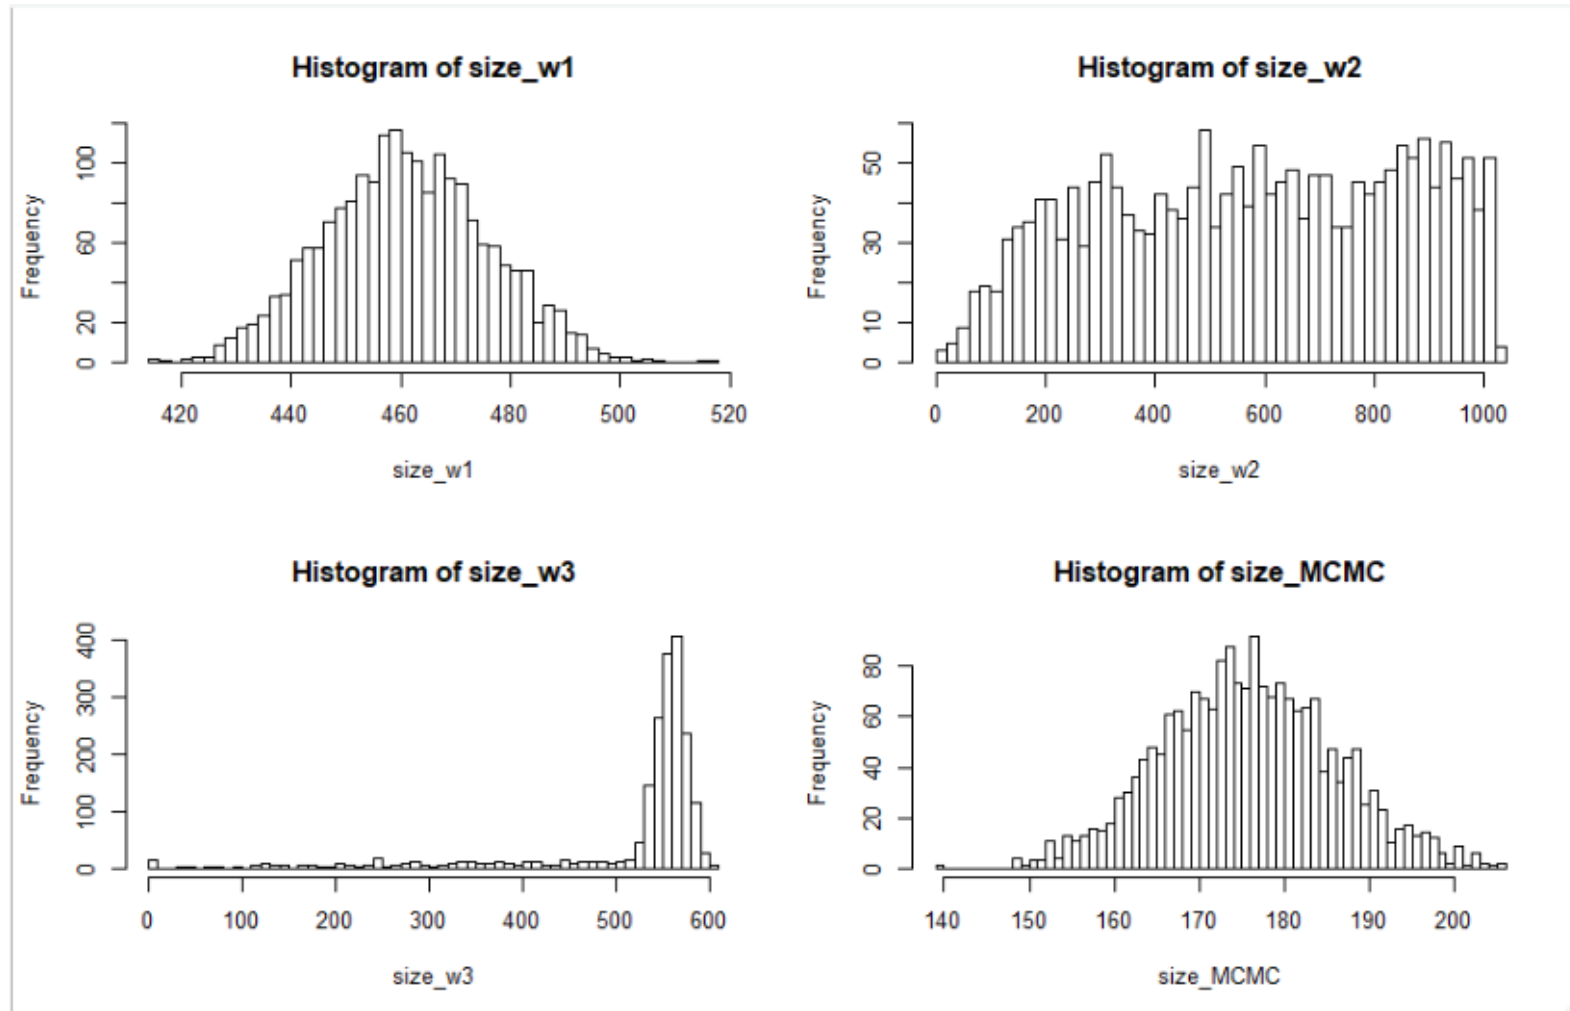 Histogram of size_w1
Frequency
0 20 60 100
420 440 460 480 500 520
size_w1
Histogram of size_w2
Frequency
0 10 30 50
0 200 400 600 800 1000
size_w2
Histogram of size_w3
Frequency
0 100 200 300 400
0 100 200 300 400 500 600
size_w3
Histogram of size_MCMC
Frequency
0 20 40 60 80
140 150 160 170 180 190 200
size_MCMC